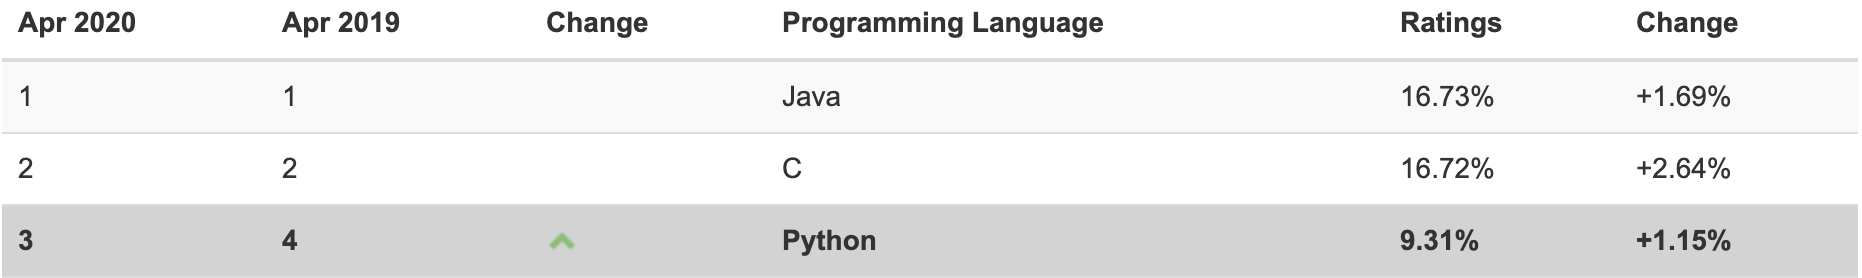 Apr 2020 Apr 2019 Change Programming Language Ratings Change
1 1 Java 16.73% +1.69%
2 2 C 16.72% +2.64%
3 4 Python 9.31% +1.15%